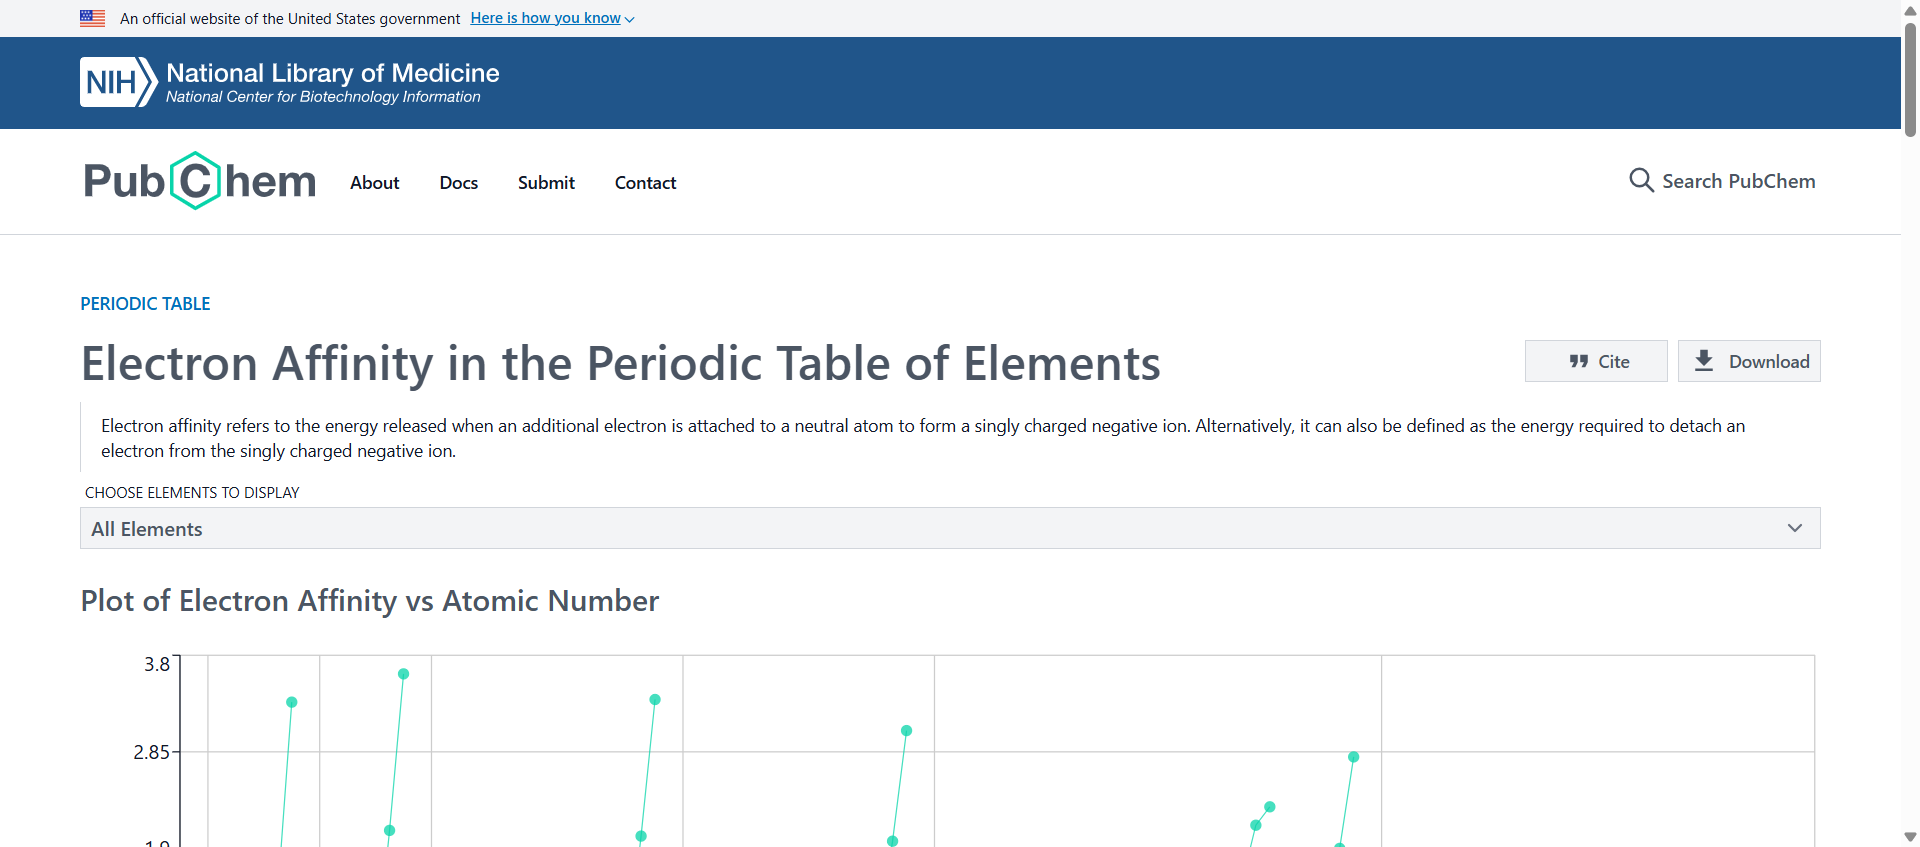 An official website of the United States government Here is how you know
NIH National Library of Medicine
National Center for Biotechnology Information
PubChem About Docs Submit Contact Search PubChem
PERIODIC TABLE
Electron Affinity in the Periodic Table of Elements
Cite Download
Electron affinity refers to the energy released when an additional electron is attached to a neutral atom to form a singly charged negative ion. Alternatively, it can also be defined as the energy required to detach an
electron from the singly charged negative ion.
CHOOSE ELEMENTS TO DISPLAY
All Elements
Plot of Electron Affinity vs Atomic Number
3.8
2.85